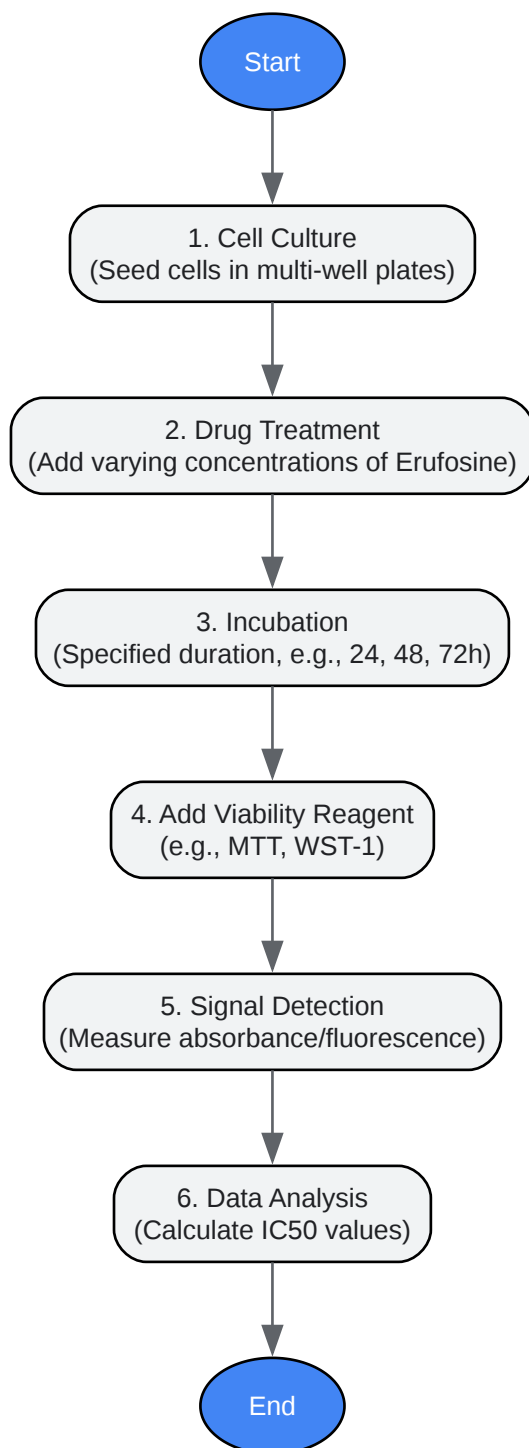 Start
1. Cell Culture
(Seed cells in multi-well plates)
2. Drug Treatment
(Add varying concentrations of Erufosine)
3. Incubation
(Specified duration, e.g., 24, 48, 72h)
4. Add Viability Reagent
(e.g., MTT, WST-1)
5. Signal Detection
(Measure absorbance/fluorescence)
6. Data Analysis
(Calculate IC50 values)
End